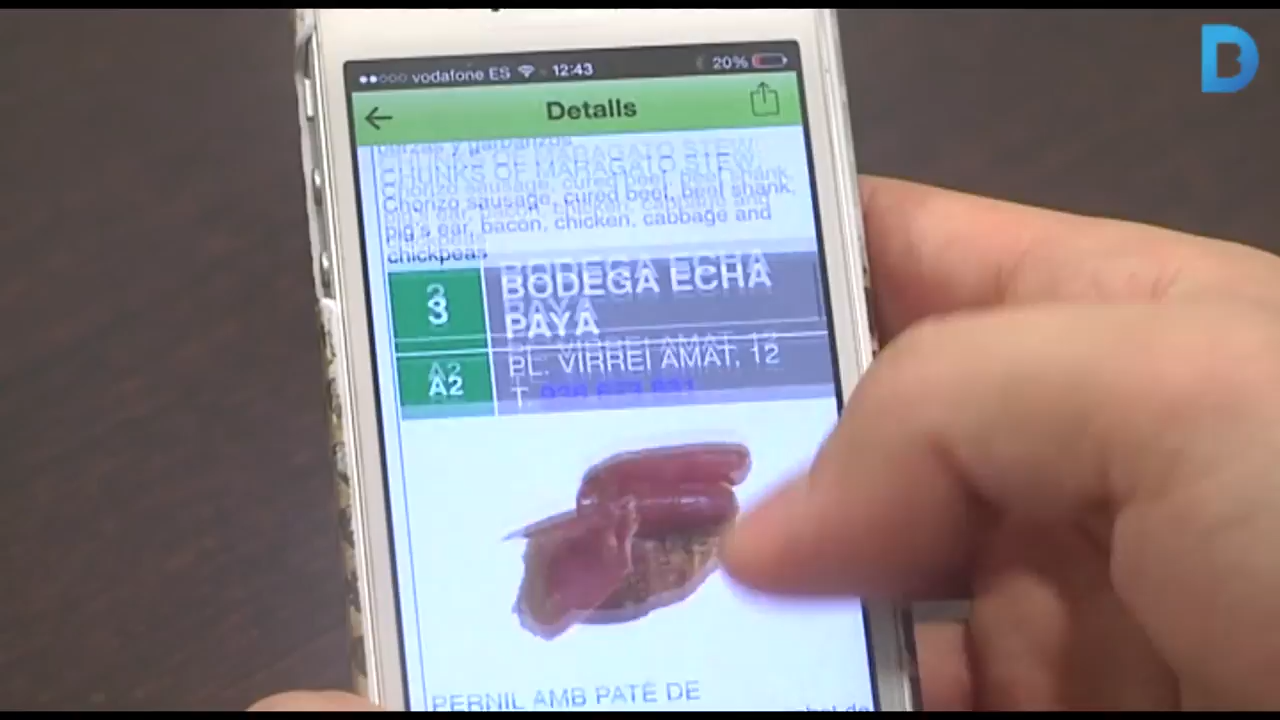 vodafone ES 12:43 20%
Details
CHUNKS OF MARAGATO STEW.
Chorizo sausage, cured beef, beef shank,
pig's ear, bacon, chicken, cabbage and
chickpeas
3 BODEGA ECHA
PAYA
A2 PL. VIRREI AMAT, 12
T.
PERNIL AMB PATÉ DE